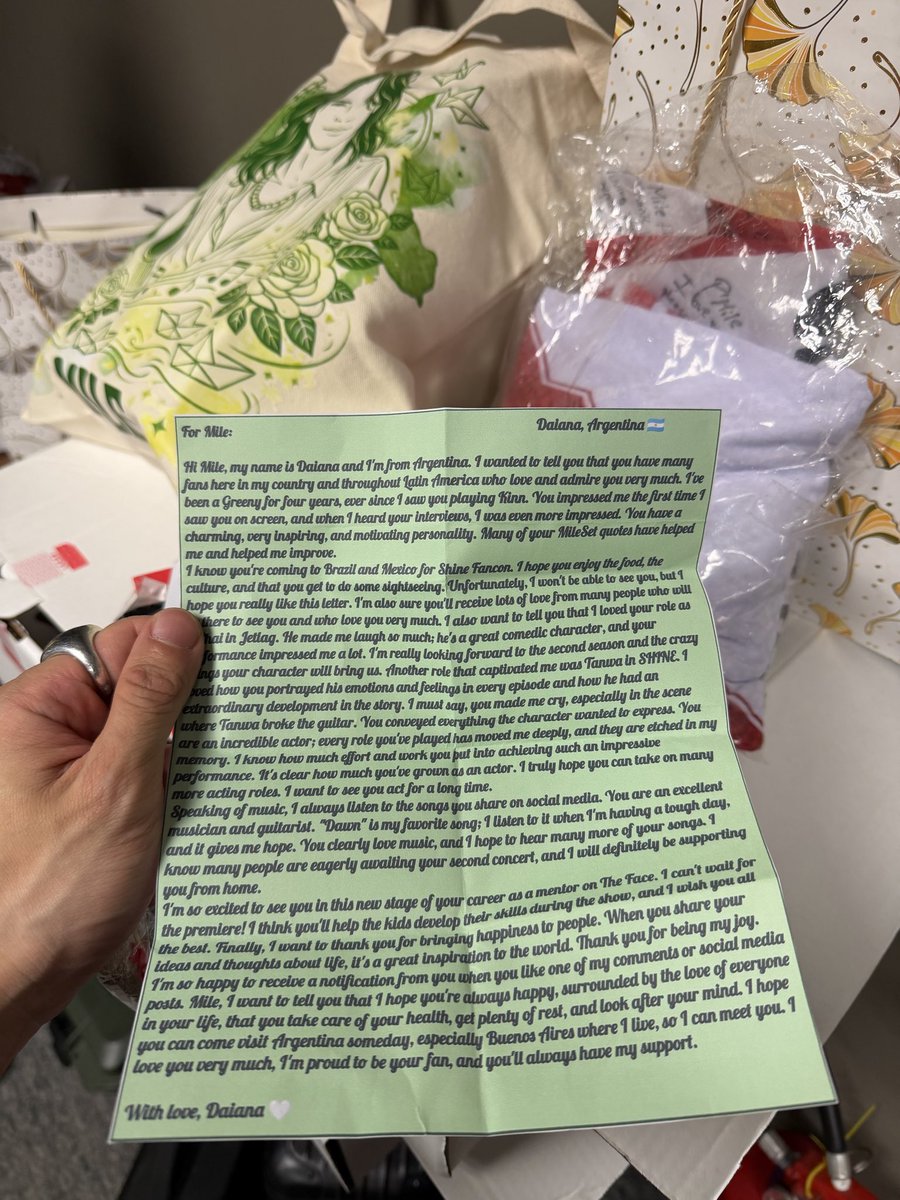 For Mile:
Daiana, Argentina 🇦🇷
Hi Mile, my name is Daiana and I'm from Argentina. I wanted to tell you that you have many
fans here in my country and throughout Latin America who love and admire you very much. I've
been a Greeny for four years, ever since I saw you playing Kinn. You impressed me the first time I
saw you on screen, and when I heard your interviews, I was even more impressed. You have a
charming, very inspiring, and motivating personality. Many of your MileSet quotes have helped
me and helped me improve.
I know you're coming to Brazil and Mexico for Shine Fancon. I hope you enjoy the food, the
culture, and that you get to do some sightseeing. Unfortunately, I won't be able to see you, but I
hope you really like this letter. I'm also sure you'll receive lots of love from many people who will
there to see you and who love you very much. I also want to tell you that I loved your role as
hai in Jetlag. He made me laugh so much; he's a great comedic character, and your
formance impressed me a lot. I'm really looking forward to the second season and the crazy
ings your character will bring us. Another role that captivated me was Tanwa in SHINE. I
oved how you portrayed his emotions and feelings in every episode and how he had an
extraordinary development in the story. I must say, you made me cry, especially in the scene
where Tanwa broke the guitar. You conveyed everything the character wanted to express. You
are an incredible actor; every role you've played has moved me deeply, and they are etched in my
memory. I know how much effort and work you put into achieving such an impressive
performance. It's clear how much you've grown as an actor. I truly hope you can take on many
more acting roles. I want to see you act for a long time.
Speaking of music, I always listen to the songs you share on social media. You are an excellent
musician and guitarist. "Dawn" is my favorite song; I listen to it when I'm having a tough day,
and it gives me hope. You clearly love music, and I hope to hear many more of your songs. I
know many people are eagerly awaiting your second concert, and I will definitely be supporting
you from home.
I'm so excited to see you in this new stage of your career as a mentor on The Face. I can't wait for
the premiere! I think you'll help the kids develop their skills during the show, and I wish you all
the best. Finally, I want to thank you for bringing happiness to people. When you share your
ideas and thoughts about life, it's a great inspiration to the world. Thank you for being my joy.
I'm so happy to receive a notification from you when you like one of my comments or social media
posts. Mile, I want to tell you that I hope you're always happy, surrounded by the love of everyone
in your life, that you take care of your health, get plenty of rest, and look after your mind. I hope
you can come visit Argentina someday, especially Buenos Aires where I live, so I can meet you. I
love you very much, I'm proud to be your fan, and you'll always have my support.
With love, Daiana 🤍